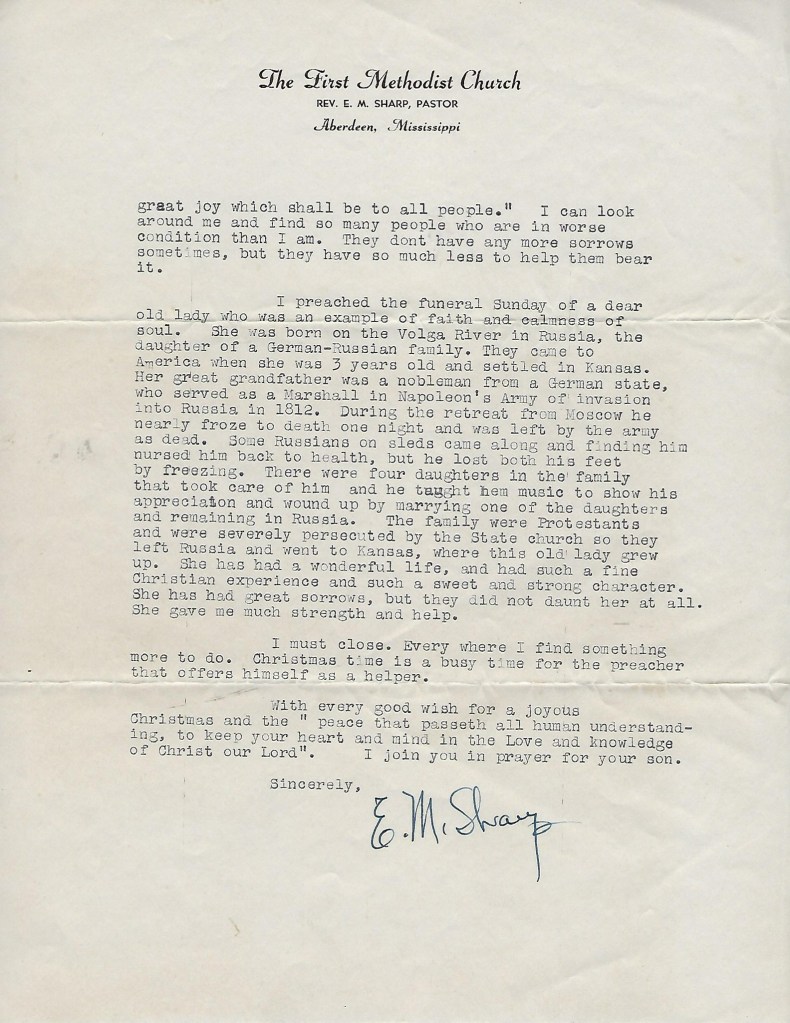 The First Methodist Church
REV. E. M. SHARP, PASTOR
Aberdeen, Mississippi
graat joy which shall be to all people." I can look
around me and find so many people who are in worse
condition than I am. They dont have any more sorrows
sometimes, but they have so much less to help them bear
it.
I preached the funeral Sunday of a dear
old lady who was an example of faith and calmness of
soul. She was born on the Volga River in Russia, the
daughter of a German-Russian family. They came to
America when she was 3 years old and settled in Kansas.
Her great grandfather was a nobleman from a German state,
who served as a Marshall in Napoleon's Army of invasion
into Russia in 1812. During the retreat from Moscow he
nearly froze to death one night and was left by the army
as dead. Some Russians on sleds came along and finding him
nursed him back to health, but he lost both his feet
by freezing. There were four daughters in the family
that took care of him and he taught hem music to show his
appreciaton and wound up by marrying one of the daughters
and remaining in Russia. The family were Protestants
and were severely persecuted by the State church so they
left Russia and went to Kansas, where this old lady grew
up. She has had a wonderful life, and had such a fine
Christian experience and such a sweet and strong character.
She has had great sorrows, but they did not daunt her at all.
She gave me much strength and help.
I must close. Every where I find something
more to do. Christmas time is a busy time for the preacher
that offers himself as a helper.
With every good wish for a joyous
Christmas and the " peace that passeth all human understand-
ing, to keep your heart and mind in the Love and knowledge
of Christ our Lord". I join you in prayer for your son.
Sincerely,
E. M. Sharp